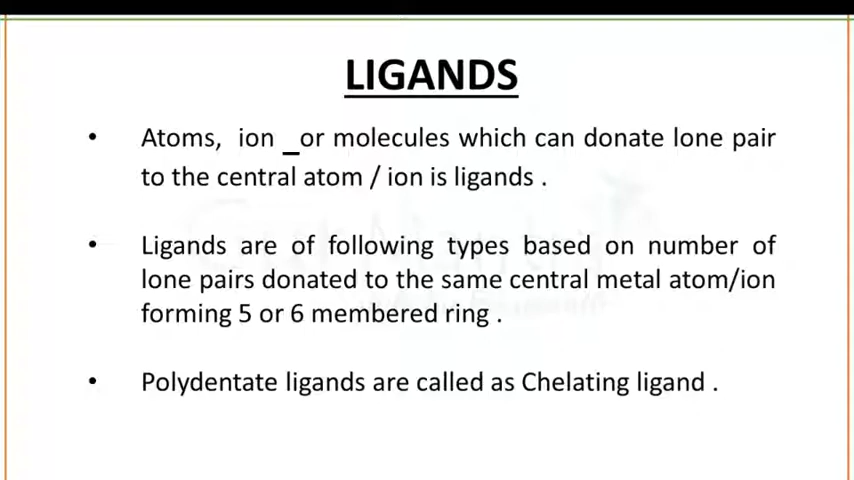 LIGANDS
• Atoms, ion _or molecules which can donate lone pair
to the central atom / ion is ligands .
• Ligands are of following types based on number of
lone pairs donated to the same central metal atom/ion
forming 5 or 6 membered ring .
• Polydentate ligands are called as Chelating ligand .